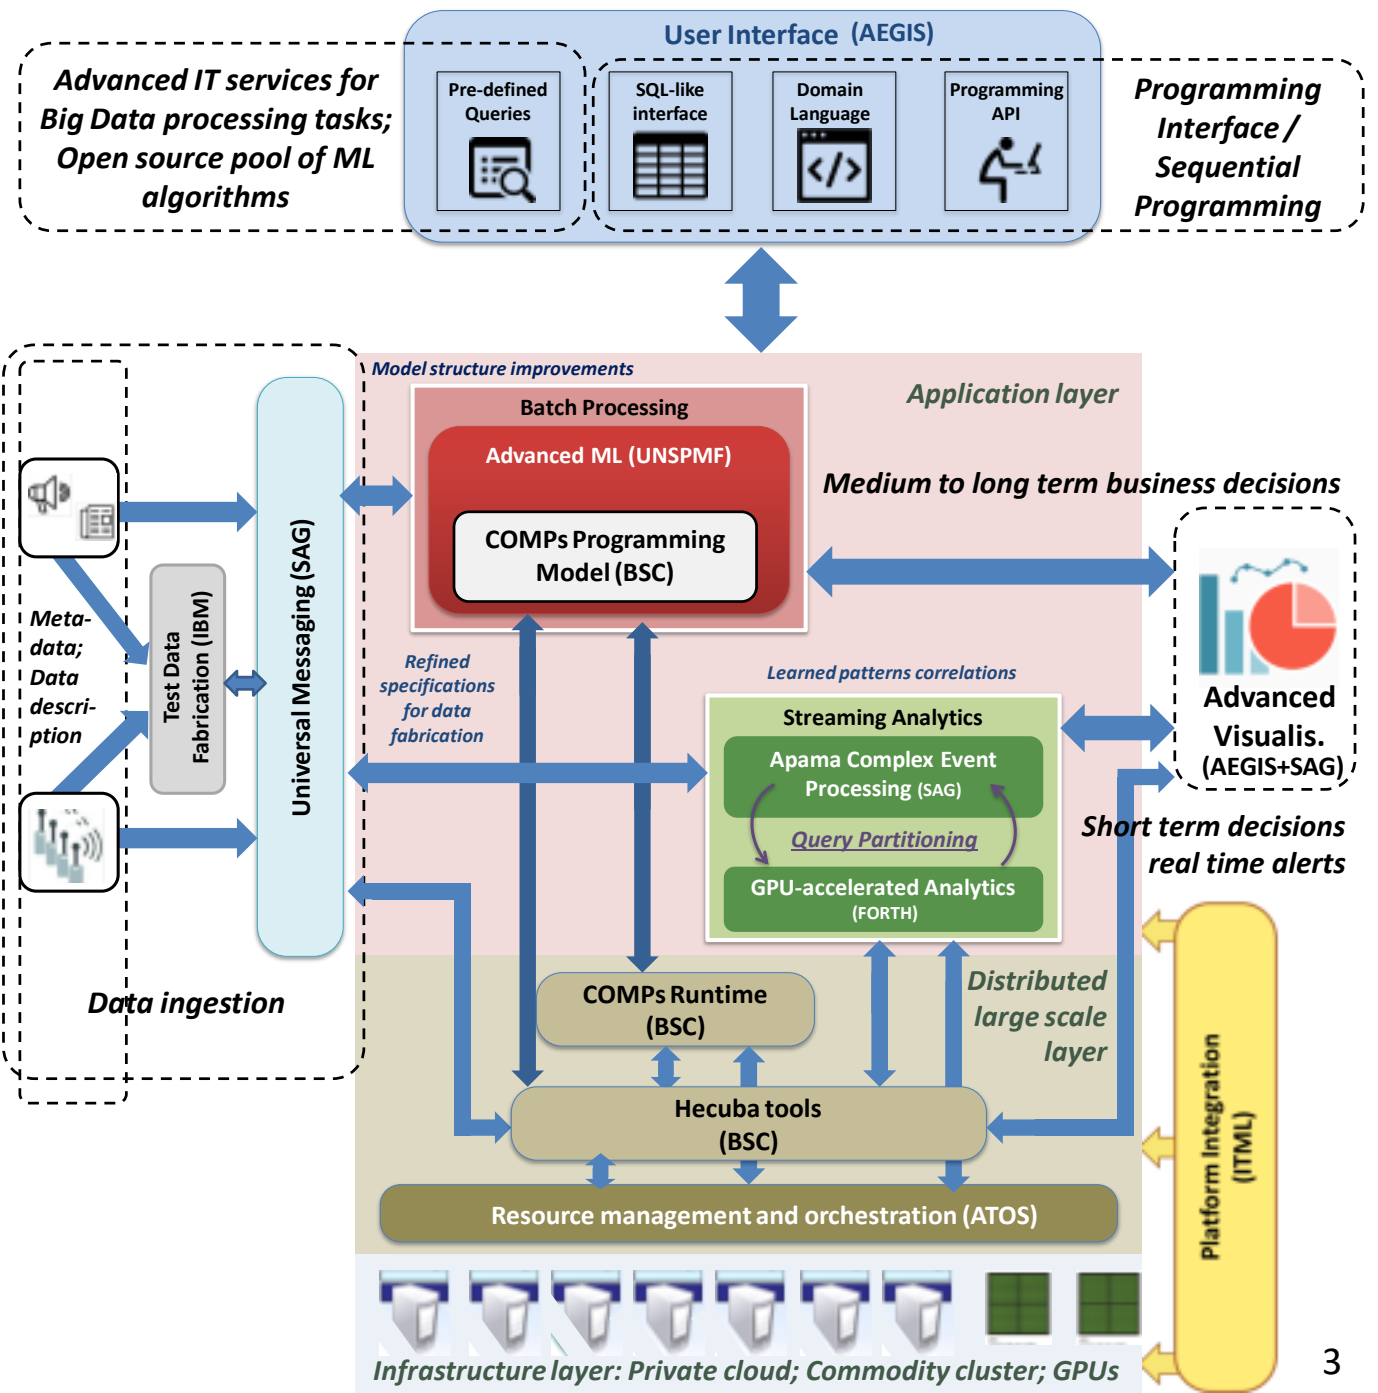 User Interface (AEGIS)
Advanced IT services for
Big Data processing tasks;
Open source pool of ML
algorithms
Pre-defined
Queries
SQL-like
interface
Domain
Language
Programming
API
Programming
Interface /
Sequential
Programming
Model structure improvements
Application layer
Batch Processing
Advanced ML (UNSPMF)
COMPs Programming
Model (BSC)
Medium to long term business decisions
Universal Messaging (SAG)
Test Data
Fabrication (IBM)
Meta-
data;
Data
descri-
ption
Refined
specifications
for data
fabrication
Learned patterns correlations
Streaming Analytics
Apama Complex Event
Processing (SAG)
Query Partitioning
GPU-accelerated Analytics
(FORTH)
Advanced
Visualis.
(AEGIS+SAG)
Short term decisions
real time alerts
Data ingestion
COMPs Runtime
(BSC)
Distributed
large scale
layer
Hecuba tools
(BSC)
Resource management and orchestration (ATOS)
Platform Integration
(ITML)
Infrastructure layer: Private cloud; Commodity cluster; GPUs
3